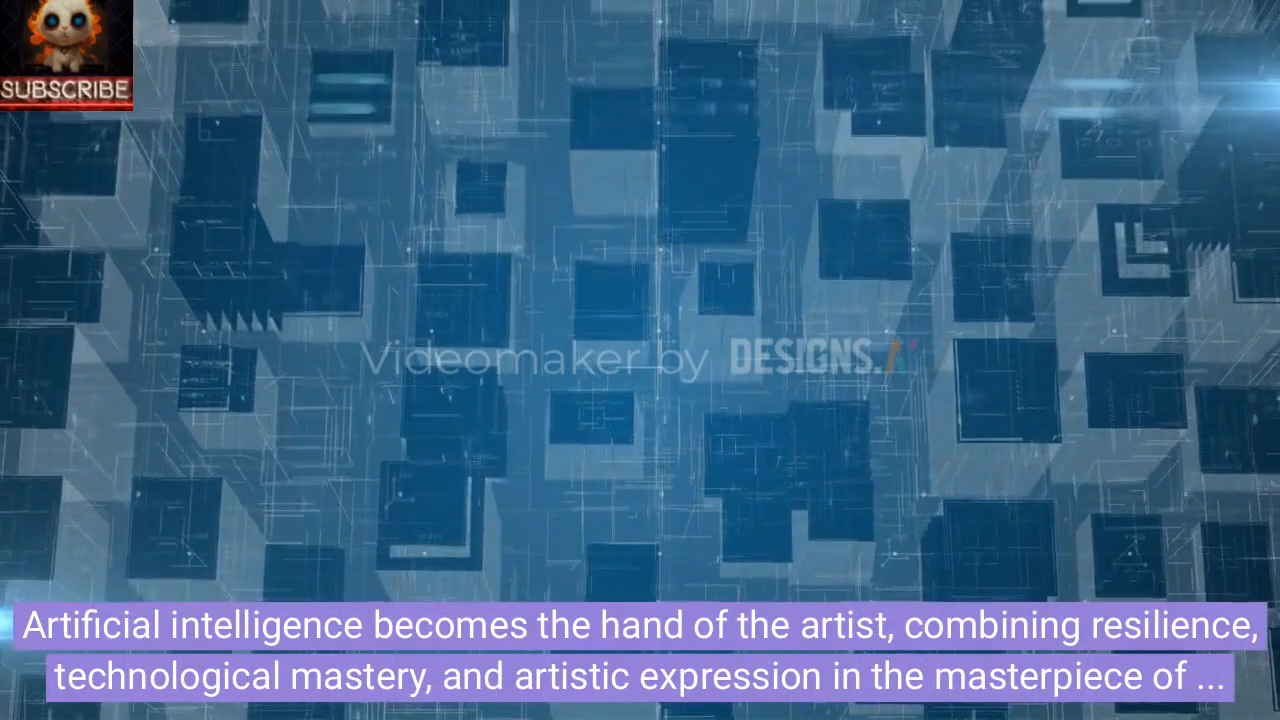 SUBSCRIBE
Videomaker by DESIGNS.
Artificial intelligence becomes the hand of the artist, combining resilience,
technological mastery, and artistic expression in the masterpiece of ...